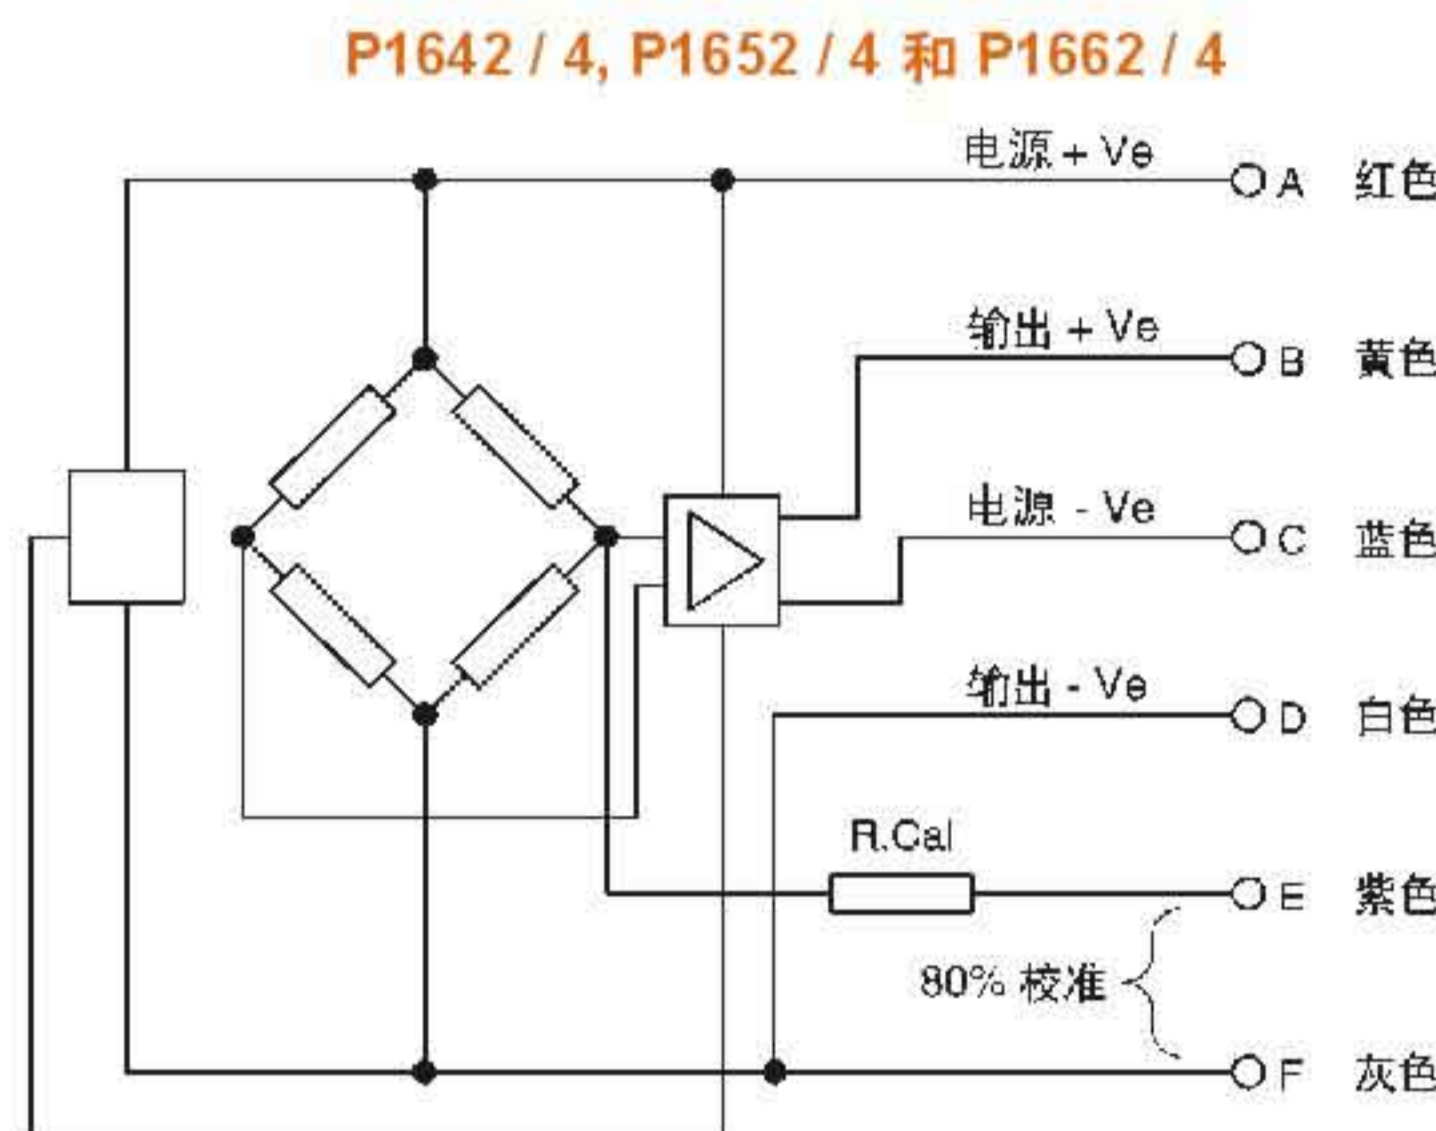 P1642 / 4, P1652 / 4 和 P1662 / 4
电源 + Ve
A 红色
输出 + Ve
B 黄色
电源 - Ve
C 蓝色
输出 - Ve
D 白色
R.Cal
E 紫色
80% 校准
F 灰色